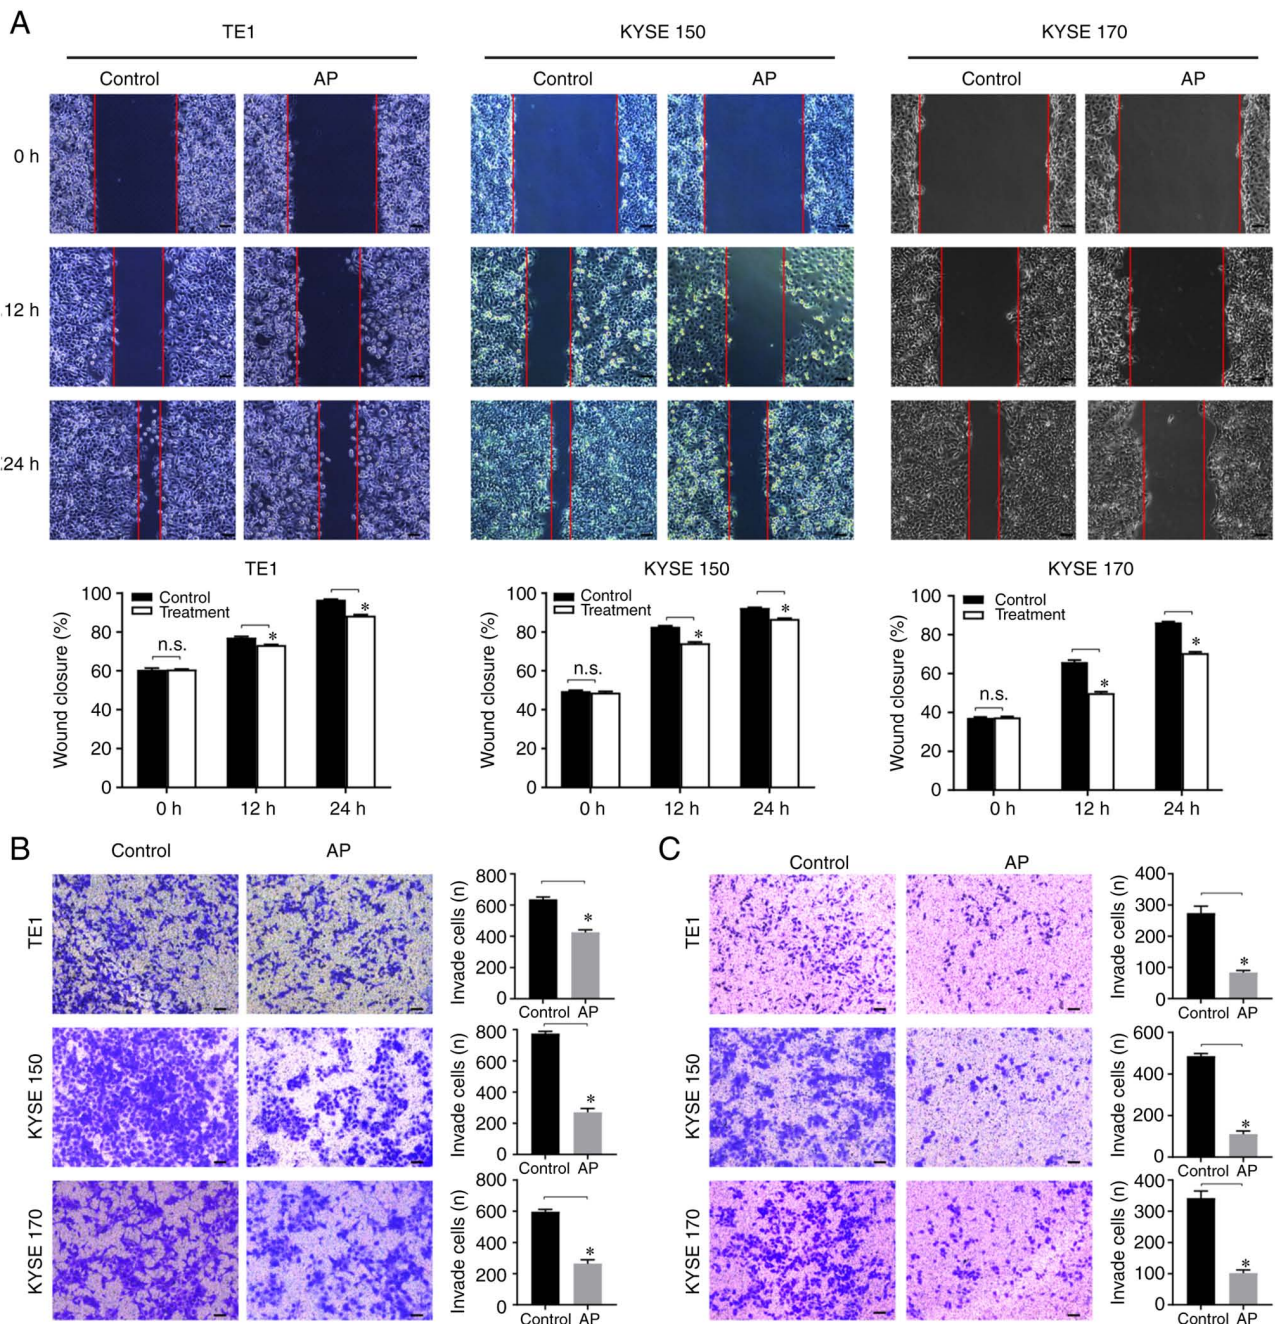 A
TE1 KYSE 150 KYSE 170
Control AP Control AP Control AP
0 h
12 h
24 h
TE1
Wound closure (%)
100
80
60
40
20
0
Control
Treatment
n.s.
*
*
0 h 12 h 24 h
KYSE 150
Wound closure (%)
100
80
60
40
20
0
Control
Treatment
n.s.
*
*
0 h 12 h 24 h
KYSE 170
Wound closure (%)
100
80
60
40
20
0
Control
Treatment
n.s.
*
*
0 h 12 h 24 h
B
Control AP
TE1
Invade cells (n)
800
600
400
200
0
*
Control AP
KYSE 150
Invade cells (n)
800
600
400
200
0
*
Control AP
KYSE 170
Invade cells (n)
800
600
400
200
0
*
Control AP
C
Control AP
TE1
Invade cells (n)
400
300
200
100
0
*
Control AP
KYSE 150
Invade cells (n)
600
400
200
0
*
Control AP
KYSE 170
Invade cells (n)
400
300
200
100
0
*
Control AP